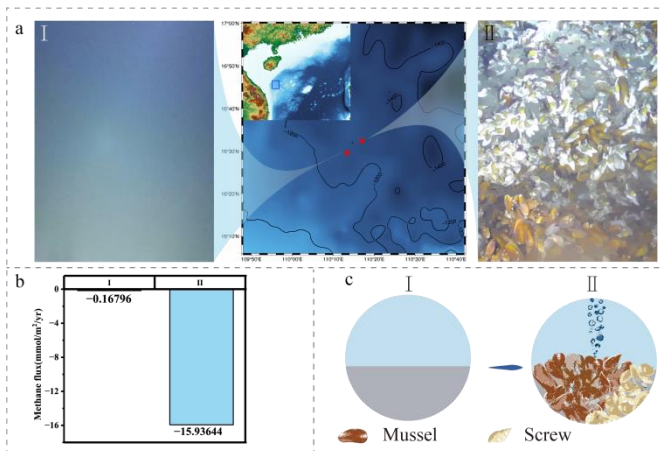 a
I
II
17°00'N
16°50'N
16°40'N
16°30'N
16°20'N
16°10'N
109°50'E 110°00'E 110°10'E 110°20'E 110°30'E 110°40'E
b
I II
0
−4
−8
−12
−16
−0.16796
−15.93644
Methane flux(mmol/m²/yr)
c
I
II
Mussel
Screw